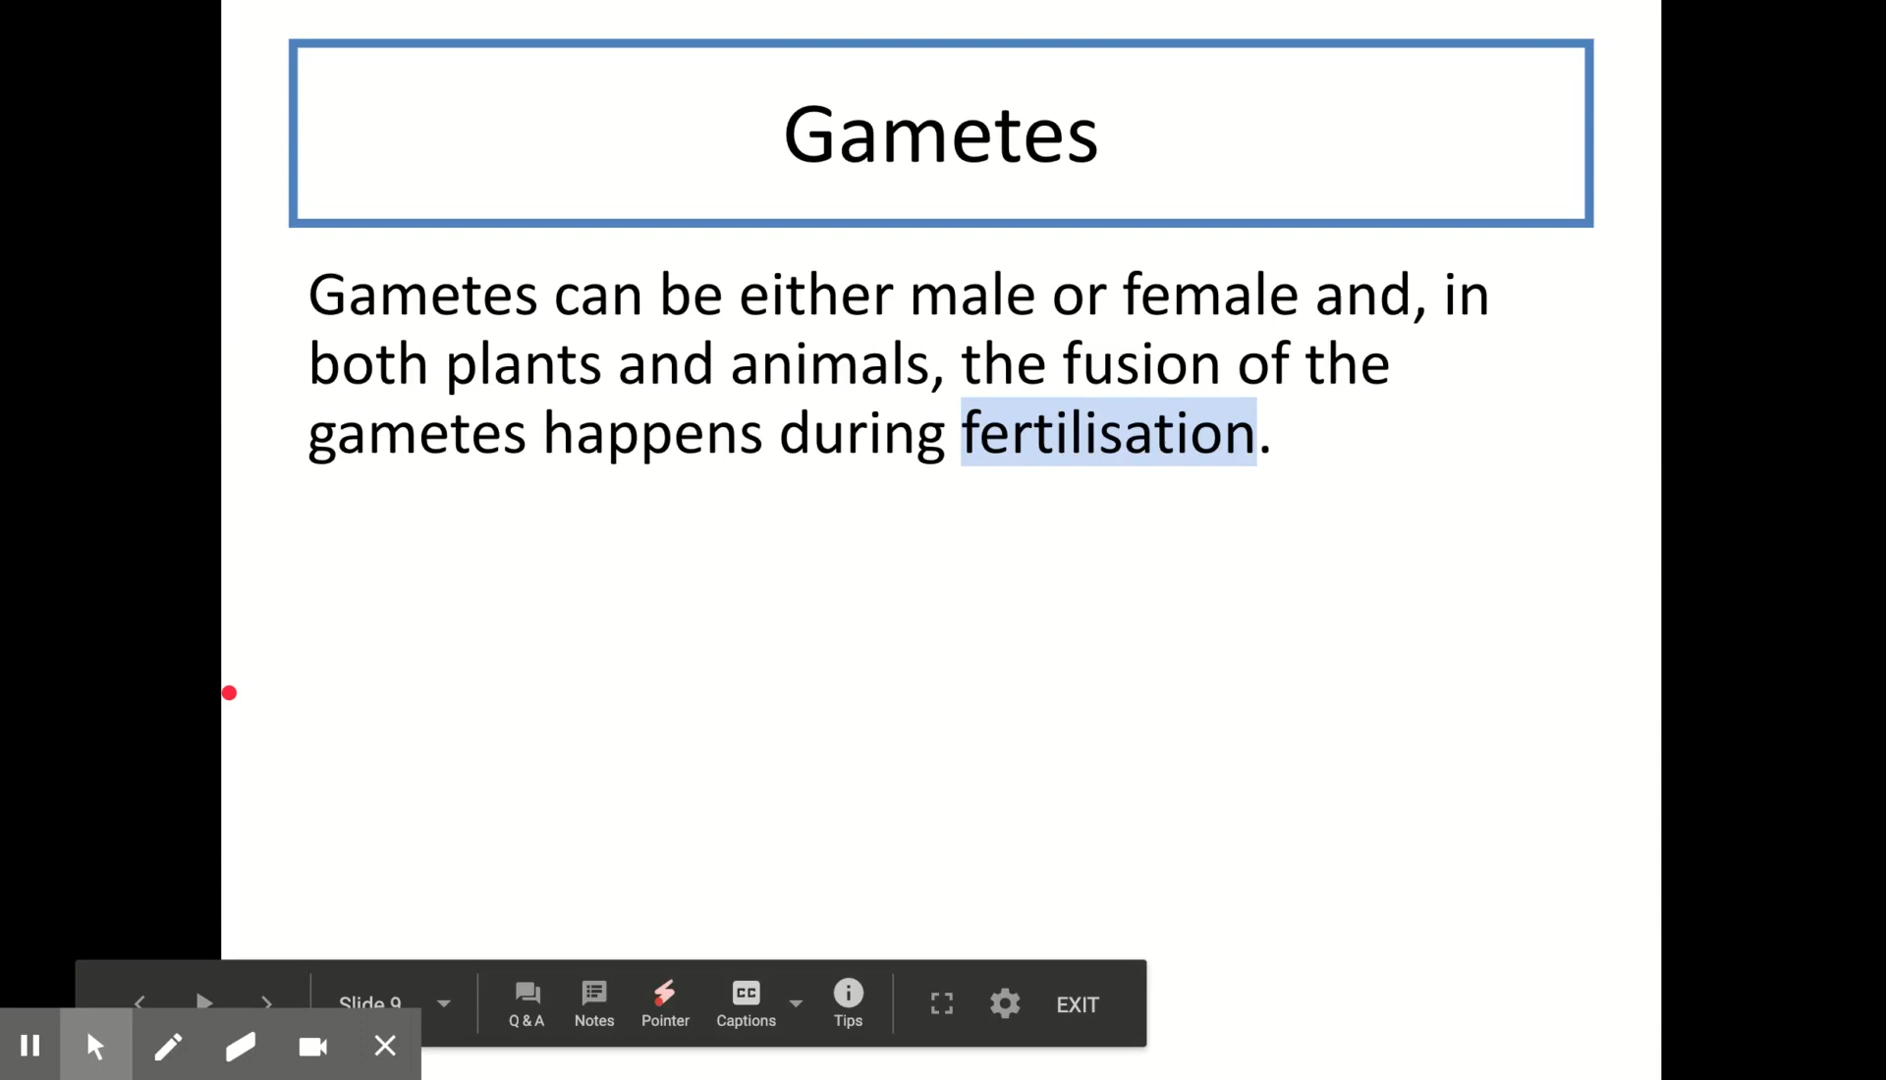 Gametes
Gametes can be either male or female and, in
both plants and animals, the fusion of the
gametes happens during fertilisation.
Slide 9
Q & A
Notes
Pointer
CC
Captions
Tips
EXIT